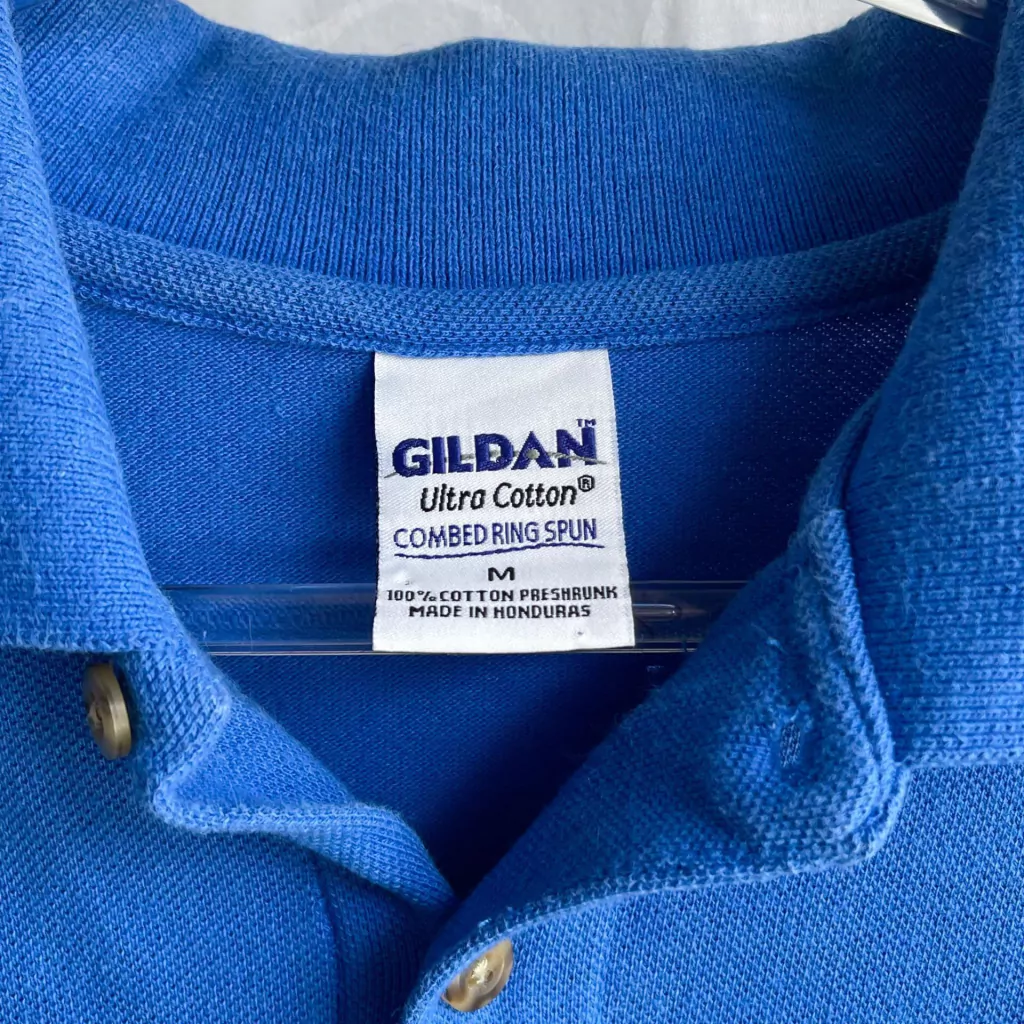 GILDAN™
Ultra Cotton®
COMBED RING SPUN
M
100% COTTON PRESHRUNK
MADE IN HONDURAS